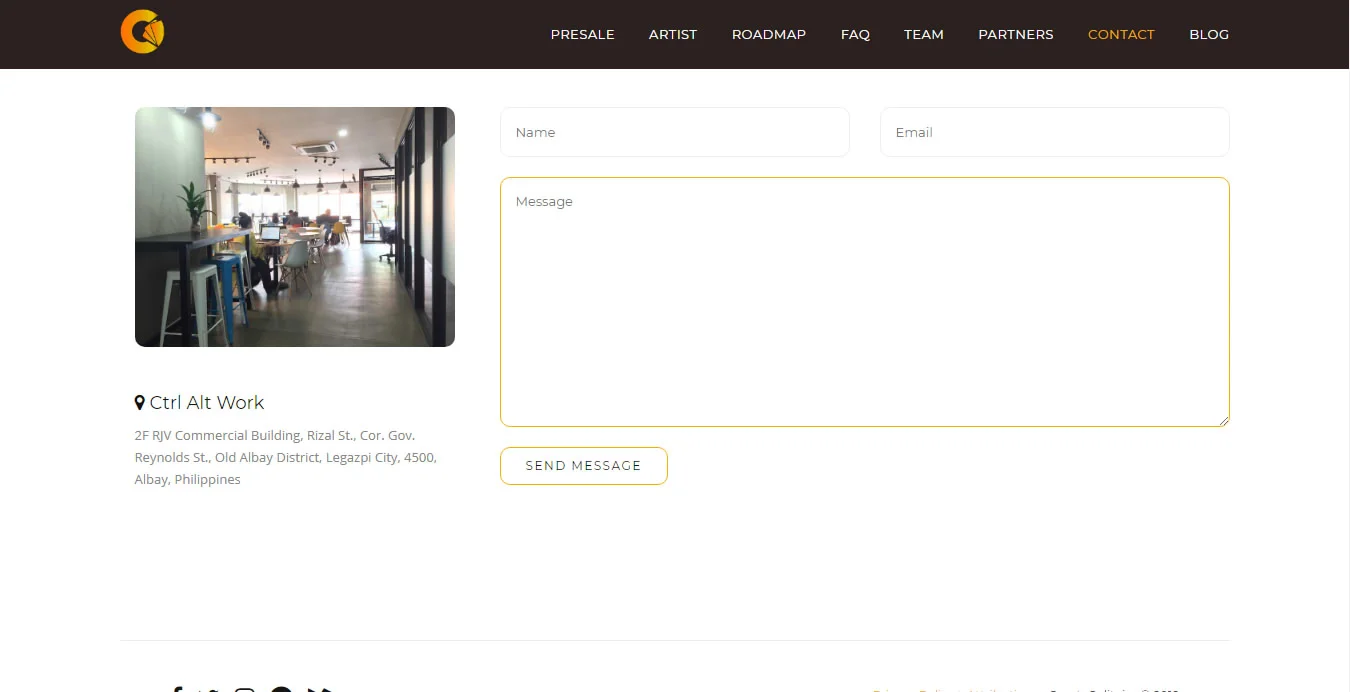 PRESALE ARTIST ROADMAP FAQ TEAM PARTNERS CONTACT BLOG
Name Email
Message
Ctrl Alt Work
2F RJV Commercial Building, Rizal St., Cor. Gov.
Reynolds St., Old Albay District, Legazpi City, 4500,
Albay, Philippines
SEND MESSAGE